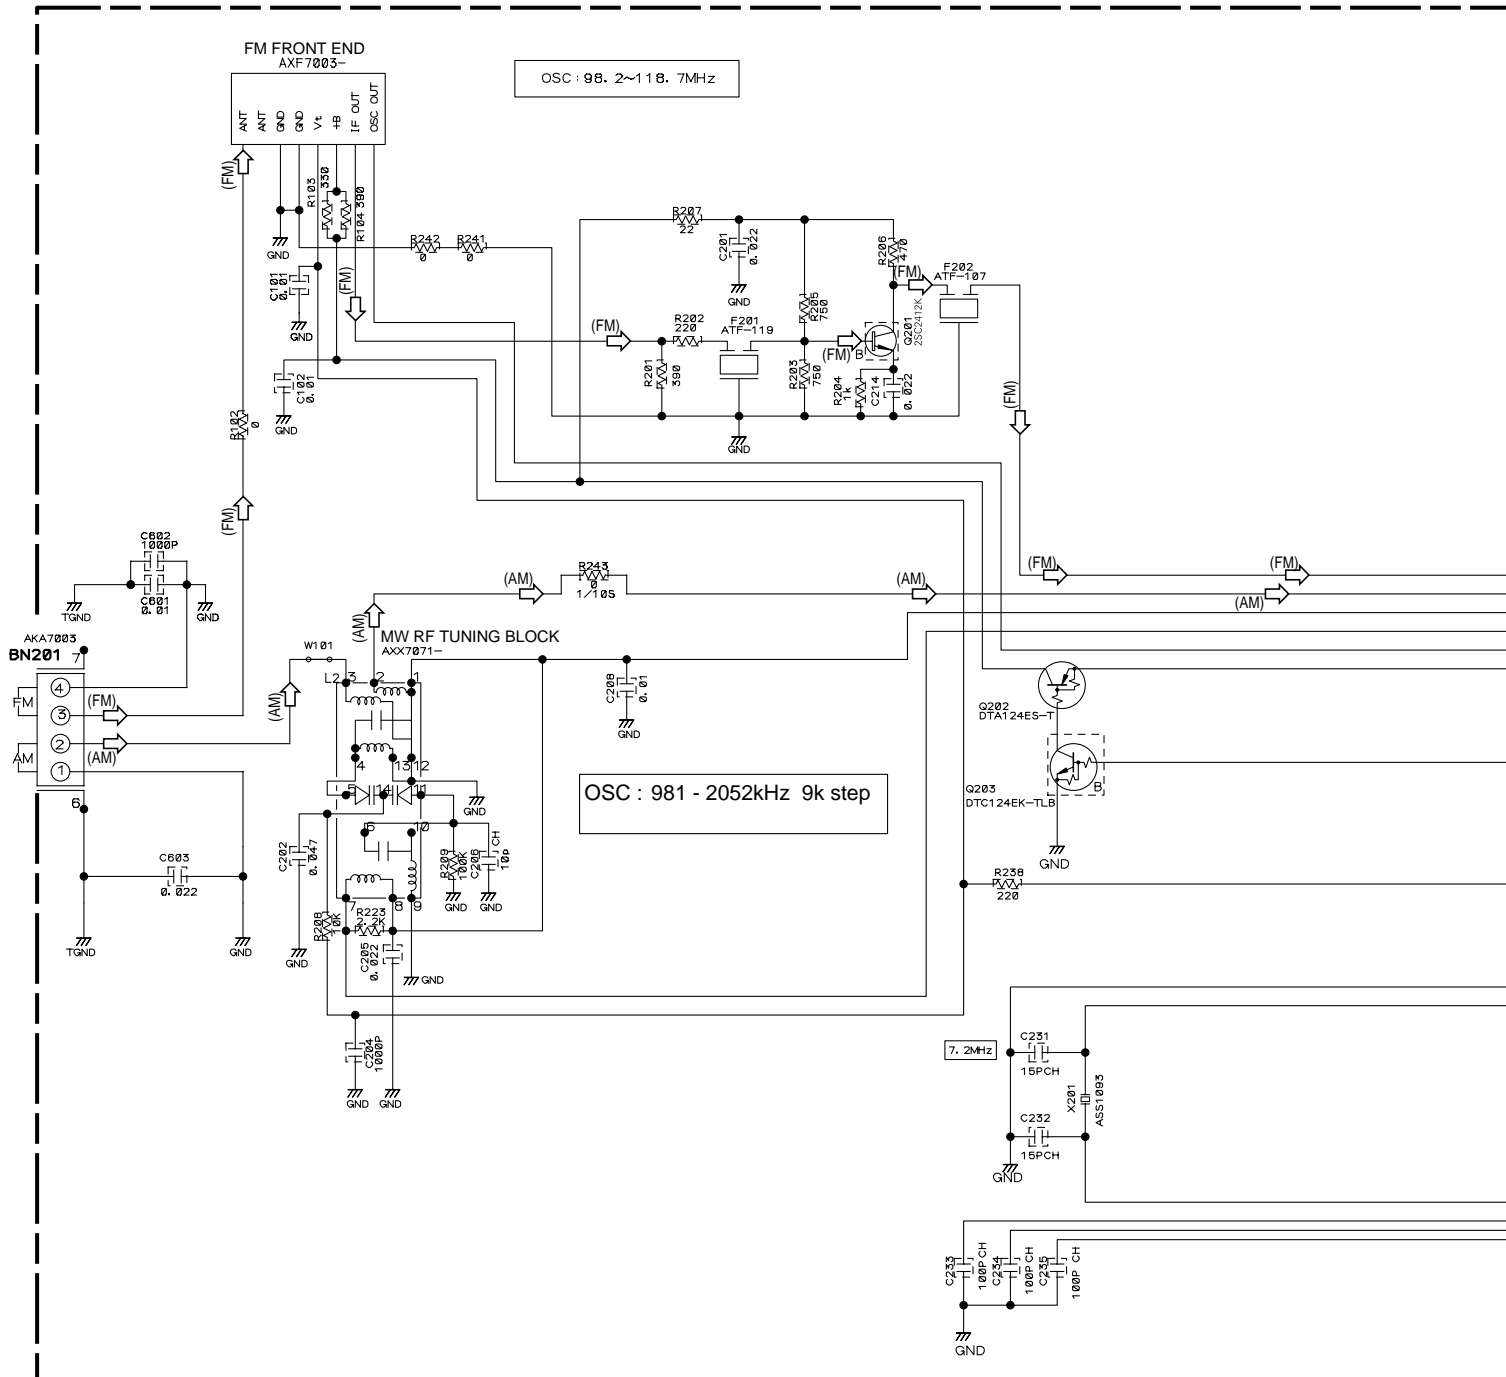 FM FRONT END
AXF7003-
OSC : 98. 2~118. 7MHz
ANT
ANT
GND
GND
Vt
+B
IF OUT
OSC OUT
(FM)
R103
330
R104 390
GND
R242
0
R241
0
C101
0.01
GND
(FM)
C102
0.01
GND
R102
0
(FM)
R207
22
C201
0.022
GND
R205
750
R206
470
(FM)
F202
ATF-107
(FM)
R202
220
F201
ATF-119
R201
390
R203
750
(FM)
B
Q201
2SC2412K
R204
1k
C214
0.022
GND
(FM)
C602
1000P
C601
0.01
TGND
GND
AKA7003
BN201
7
4
3
2
1
FM
AM
(FM)
(AM)
6
C603
0. 022
TGND
GND
(AM)
W101
(AM)
MW RF TUNING BLOCK
AXX7071-
(AM)
R243
0
1/10S
(AM)
(FM)
(FM)
(AM)
L2
3
2
1
4
13
12
5
14
11
GND
6
10
C208
0.01
GND
OSC : 981 - 2052kHz 9k step
C202
0.047
GND
R209
100K
GND
C206
10p
CH
GND
7
8
9
R208
10K
R223
2. 2K
C205
0.022
GND
C204
1000P
GND
GND
Q202
DTA124ES-T
Q203
DTC124EK-TLB
B
GND
R238
220
7. 2MHz
C231
15PCH
X201
ASS1093
C232
15PCH
GND
C233
100P CH
C234
100P CH
C235
100P CH
GND